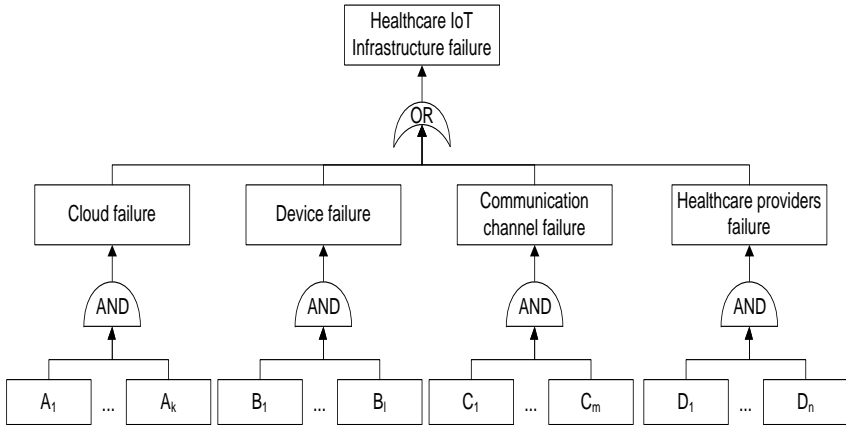 Healthcare IoT
Infrastructure failure
OR
Cloud failure
Device failure
Communication
channel failure
Healthcare providers
failure
AND
AND
AND
AND
A₁ ... Aₖ
B₁ ... Bₗ
C₁ ... Cₘ
D₁ ... Dₙ